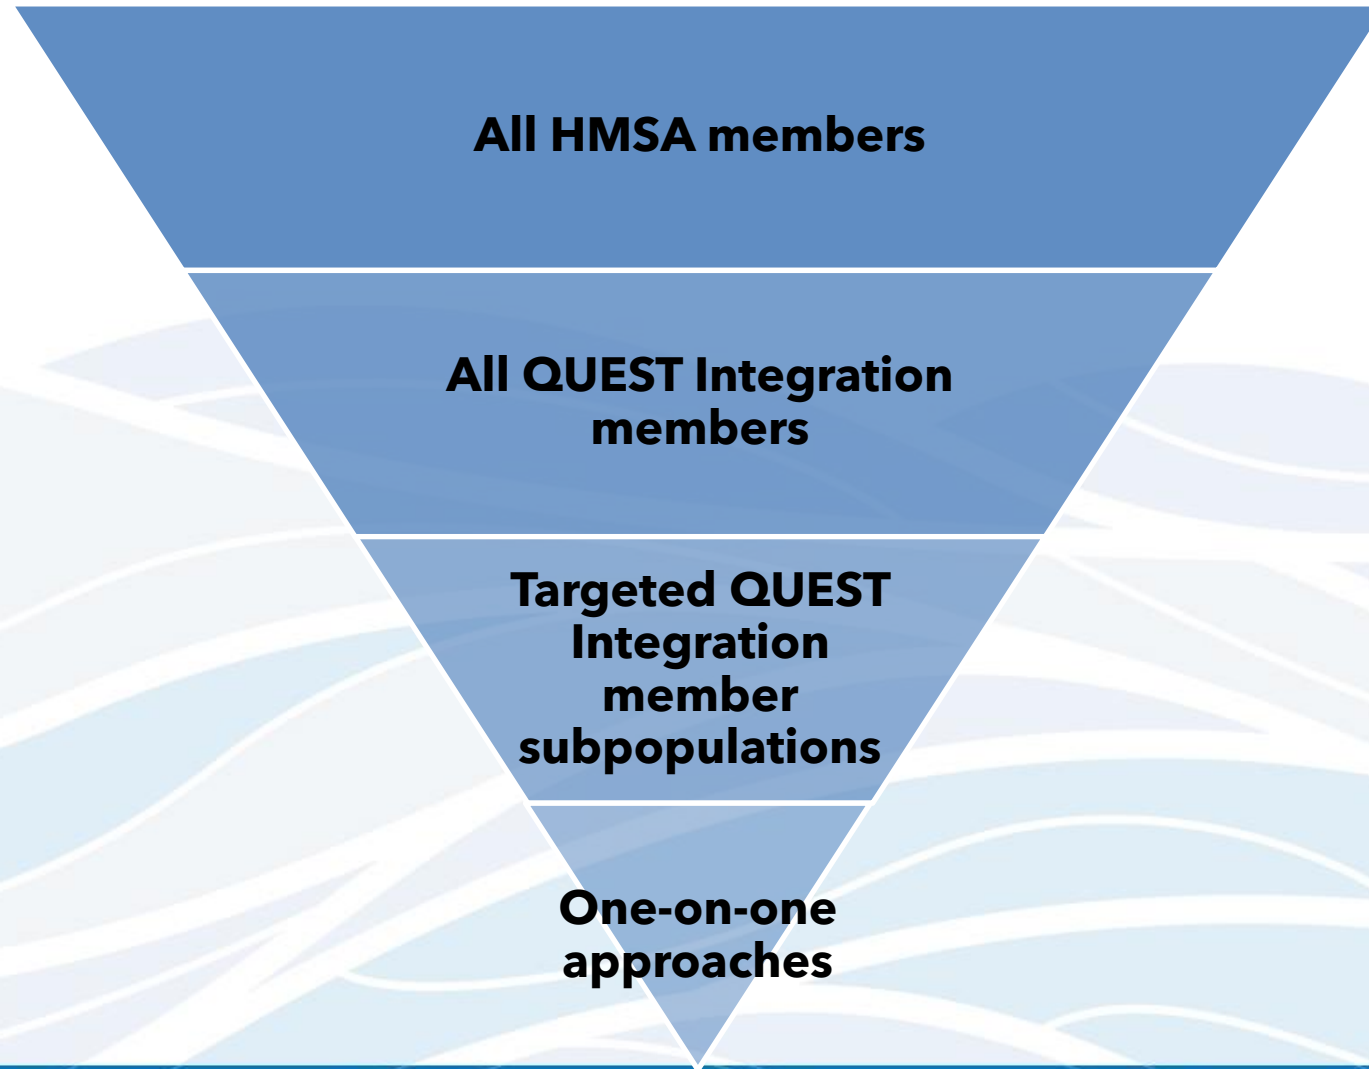 All HMSA members
All QUEST Integration
members
Targeted QUEST
Integration
member
subpopulations
One-on-one
approaches